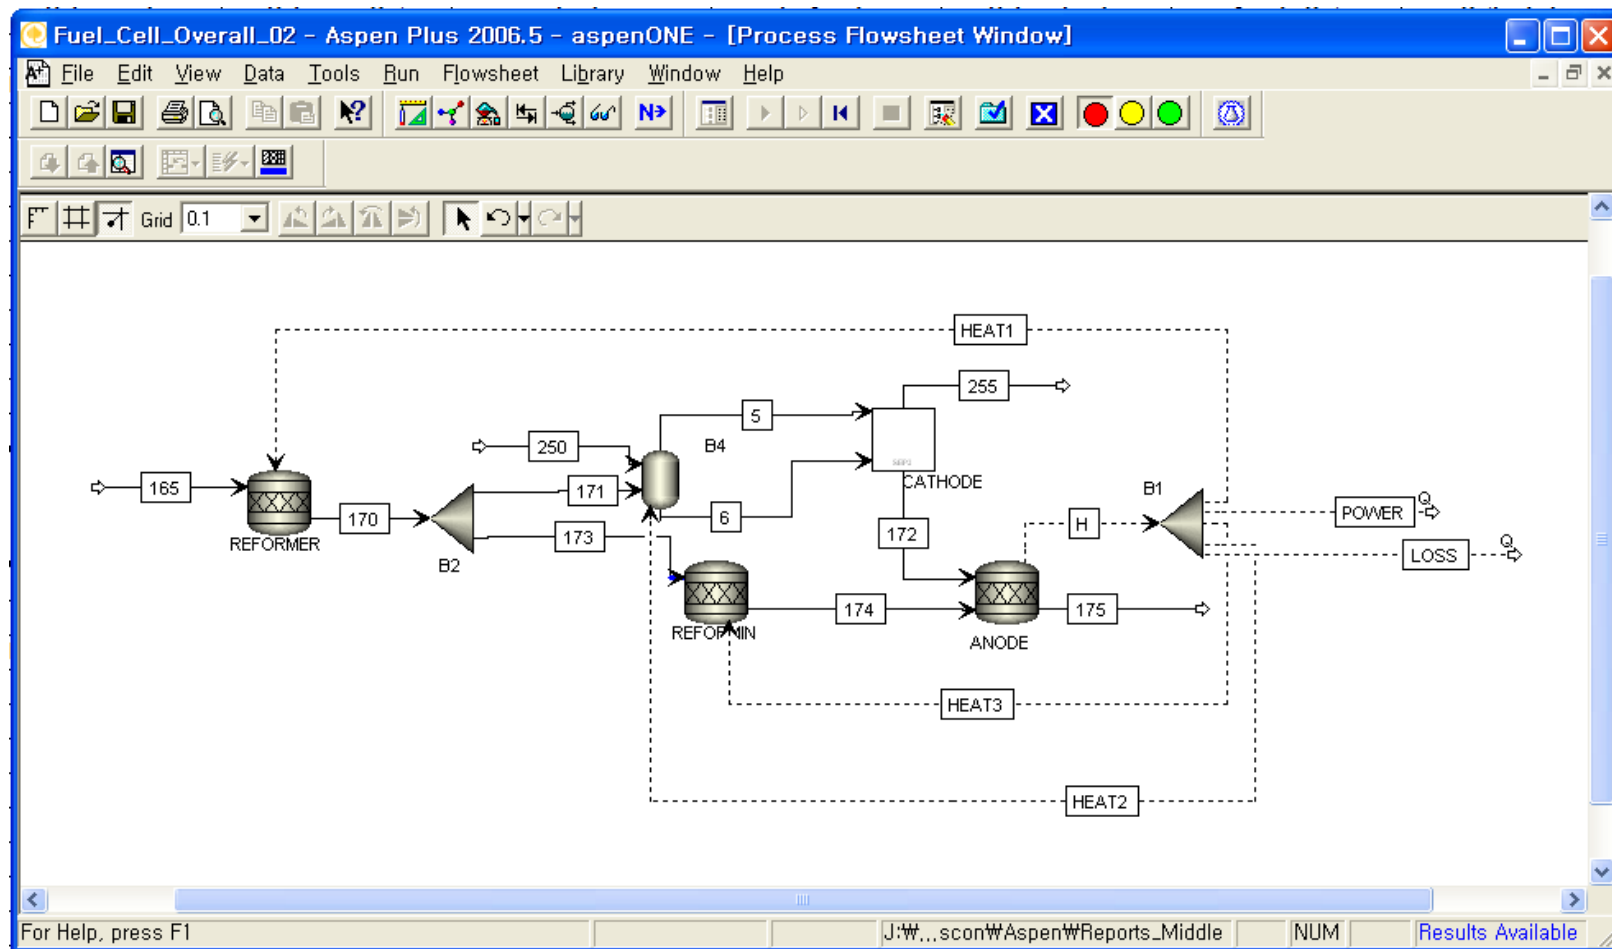 Fuel_Cell_Overall_02 - Aspen Plus 2006.5 - aspenONE - [Process Flowsheet Window]
File Edit View Data Tools Run Flowsheet Library Window Help
N
Grid 0.1
HEAT1
255
5
250
B4
165
171
CATHODE
B1
170
6
173
172
H
POWER
Q
REFORMER
B2
LOSS
Q
174
175
ANODE
HEAT3
HEAT2
For Help, press F1
J:₩...scon₩Aspen₩Reports_Middle
NUM
Results Available